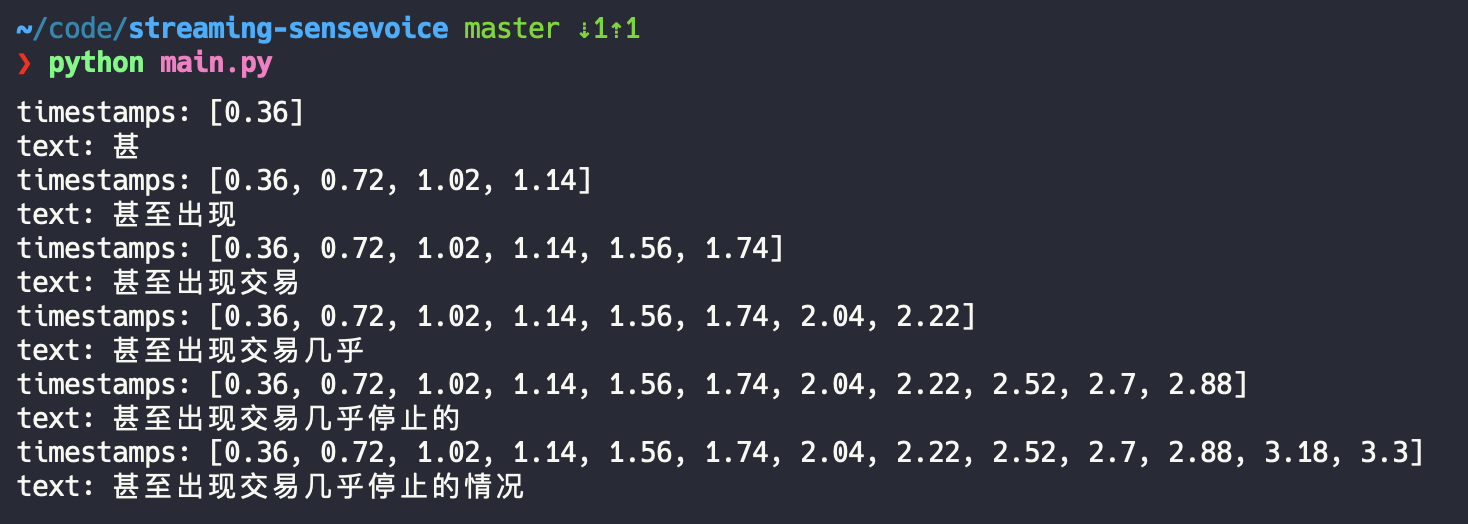 ~/code/streaming-sensevoice master ⇣1⇡1
❯ python main.py
timestamps: [0.36]
text: 甚
timestamps: [0.36, 0.72, 1.02, 1.14]
text: 甚至出现
timestamps: [0.36, 0.72, 1.02, 1.14, 1.56, 1.74]
text: 甚至出现交易
timestamps: [0.36, 0.72, 1.02, 1.14, 1.56, 1.74, 2.04, 2.22]
text: 甚至出现交易几乎
timestamps: [0.36, 0.72, 1.02, 1.14, 1.56, 1.74, 2.04, 2.22, 2.52, 2.7, 2.88]
text: 甚至出现交易几乎停止的
timestamps: [0.36, 0.72, 1.02, 1.14, 1.56, 1.74, 2.04, 2.22, 2.52, 2.7, 2.88, 3.18, 3.3]
text: 甚至出现交易几乎停止的情况